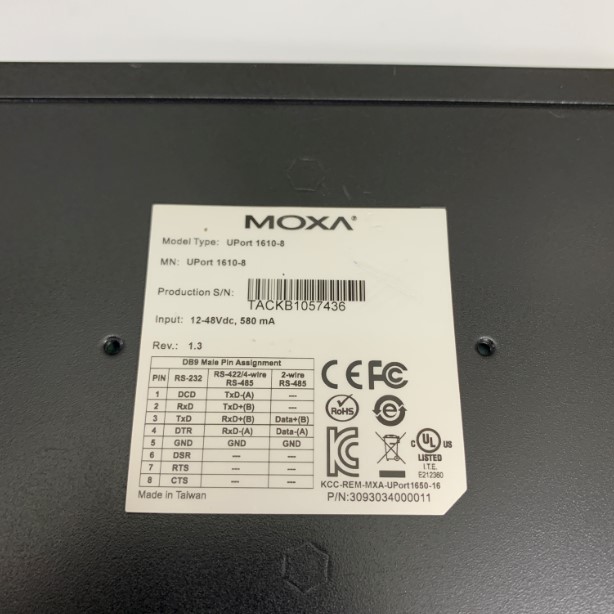 MOXA®
Model Type: UPort 1610-8
MN: UPort 1610-8
Production S/N:
TACKB1057436
Input: 12-48Vdc, 580 mA
Rev.: 1.3
DB9 Male Pin Assignment
PIN RS-232 RS-422/4-wire RS-485 2-wire RS-485
1 DCD TxD-(A) ---
2 RxD TxD+(B) ---
3 TxD RxD+(B) Data+(B)
4 DTR RxD-(A) Data-(A)
5 GND GND GND
6 DSR --- ---
7 RTS --- ---
8 CTS --- ---
Made in Taiwan
CE FC
RoHS
C UL US
LISTED
I.T.E.
E212360
KCC-REM-MXA-UPort1650-16
P/N:3093034000011